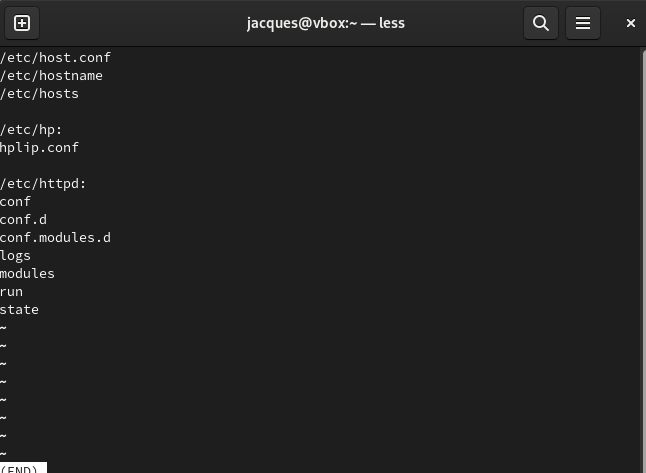 jacques@vbox:~ — less
/etc/host.conf
/etc/hostname
/etc/hosts
/etc/hp:
hplip.conf
/etc/httpd:
conf
conf.d
conf.modules.d
logs
modules
run
state
~
~
~
~
~
~
~
~
(END)